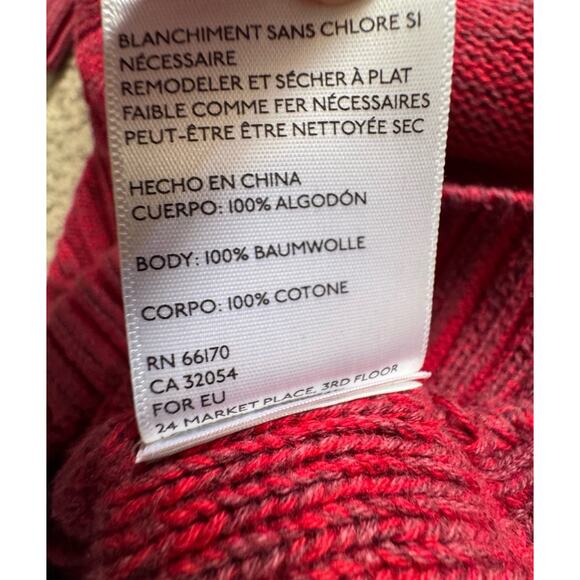 BLANCHIMENT SANS CHLORE SI
NÉCESSAIRE
REMODELER ET SÉCHER À PLAT
FAIBLE COMME FER NÉCESSAIRES
PEUT-ÊTRE ÊTRE NETTOYÉE SEC
HECHO EN CHINA
CUERPO: 100% ALGODÓN
BODY: 100% BAUMWOLLE
CORPO: 100% COTONE
RN 66170
CA 32054
FOR EU
24 MARKET PLACE, 3RD FLOOR